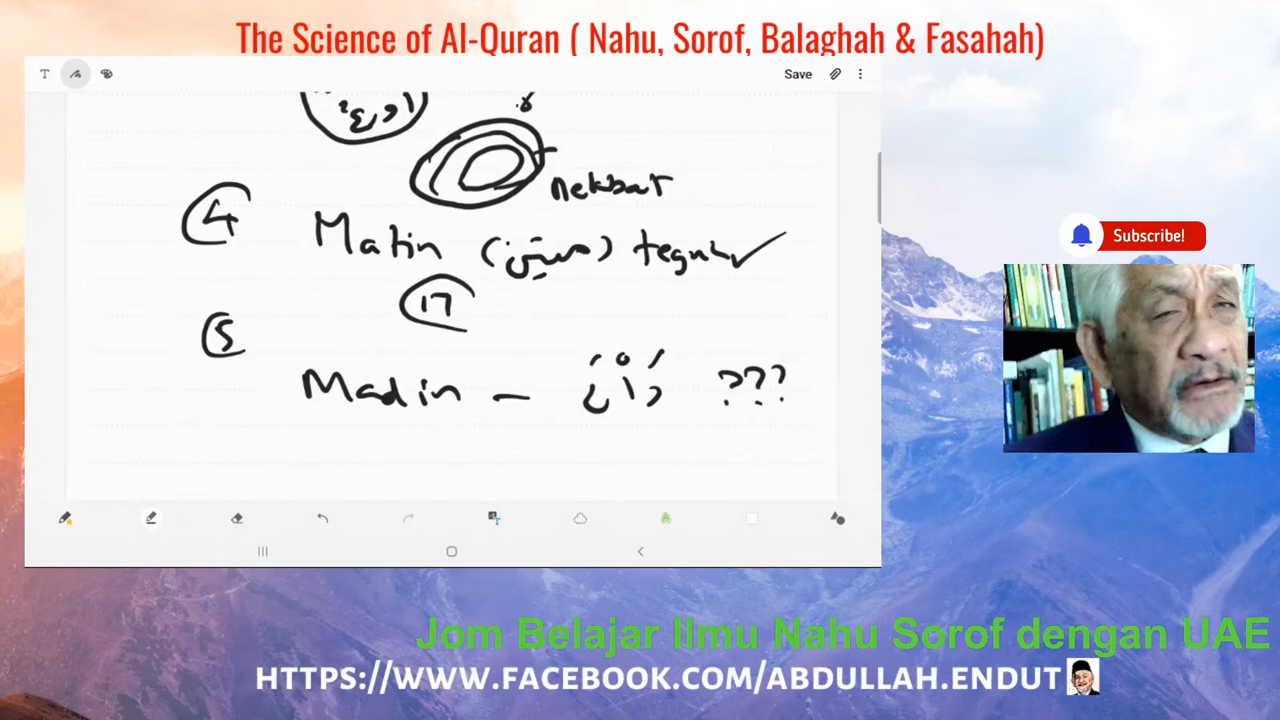 The Science of Al-Quran ( Nahu, Sorof, Balaghah & Fasahah)
T
Save
nekbat
4 Matin (متين) teguh ✓
17
5
Madin – دَاْنَ ???
Subscribe!
Jom Belajar Ilmu Nahu Sorof dengan UAE
HTTPS://WWW.FACEBOOK.COM/ABDULLAH.ENDUT